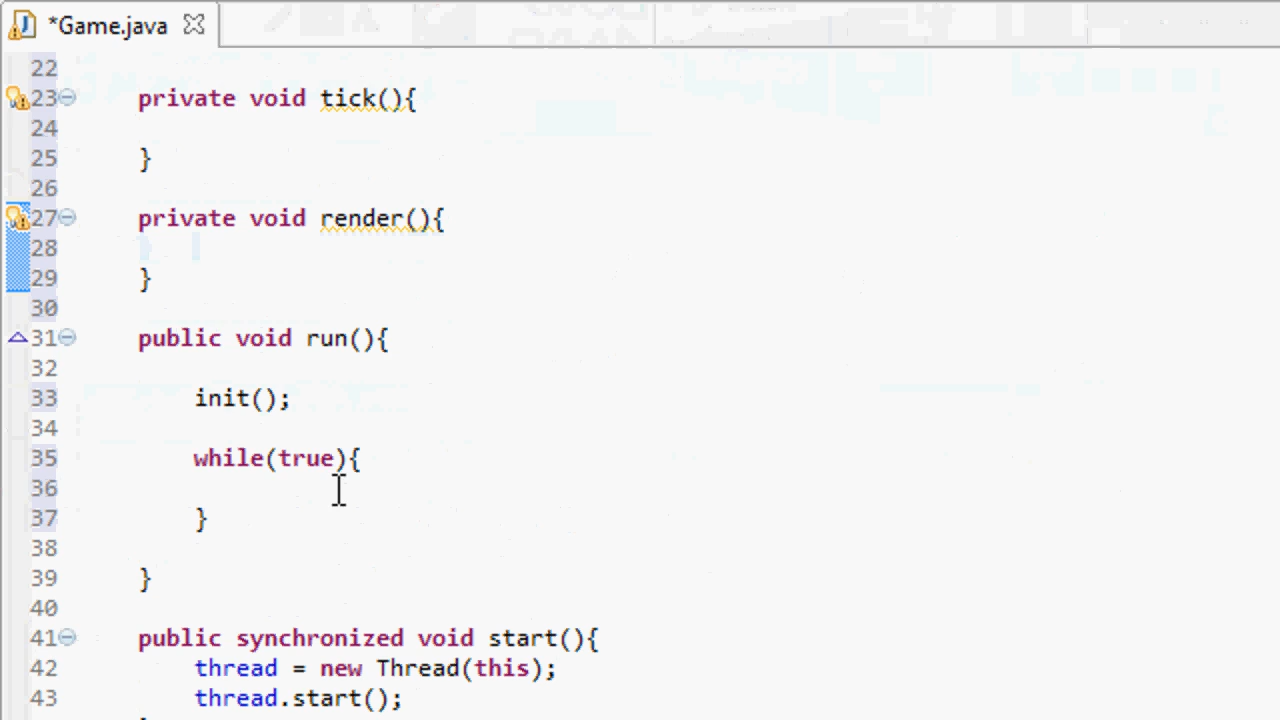 *Game.java
22
23 private void tick(){
24
25 }
26
27 private void render(){
28
29 }
30
31 public void run(){
32
33 init();
34
35 while(true){
36
37 }
38
39 }
40
41 public synchronized void start(){
42 thread = new Thread(this);
43 thread.start();